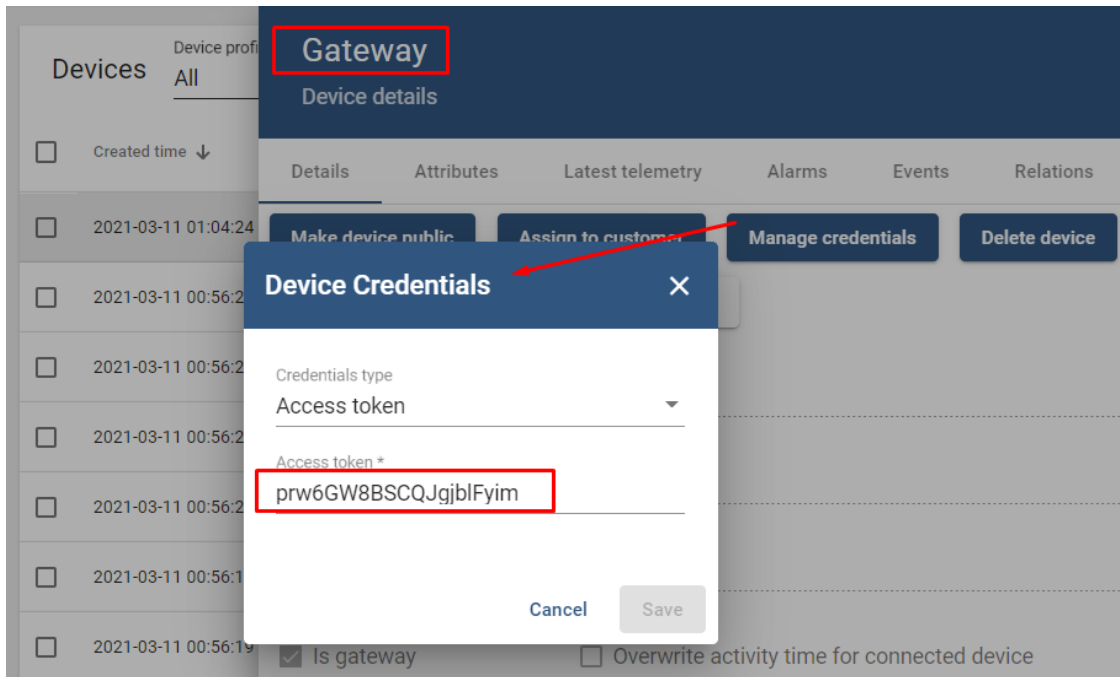 Devices
Device profi
All
Created time
2021-03-11 01:04:24
2021-03-11 00:56:2
2021-03-11 00:56:2
2021-03-11 00:56:2
2021-03-11 00:56:2
2021-03-11 00:56:1
2021-03-11 00:56:19
Gateway
Device details
Details Attributes Latest telemetry Alarms Events Relations
Make device public Assign to customer Manage credentials Delete device
Device Credentials
Credentials type
Access token
Access token *
prw6GW8BSCQJgjblFyim
Cancel Save
Is gateway Overwrite activity time for connected device